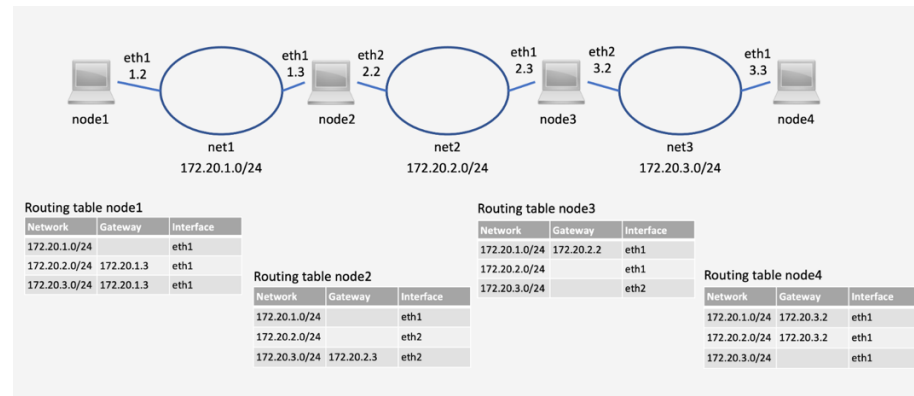 eth1
1.2
eth1
1.3
eth2
2.2
eth1
2.3
eth2
3.2
eth1
3.3
node1
node2
node3
node4
net1
172.20.1.0/24
net2
172.20.2.0/24
net3
172.20.3.0/24
Routing table node1
Network Gateway Interface
172.20.1.0/24 eth1
172.20.2.0/24 172.20.1.3 eth1
172.20.3.0/24 172.20.1.3 eth1
Routing table node2
Network Gateway Interface
172.20.1.0/24 eth1
172.20.2.0/24 eth2
172.20.3.0/24 172.20.2.3 eth2
Routing table node3
Network Gateway Interface
172.20.1.0/24 172.20.2.2 eth1
172.20.2.0/24 eth1
172.20.3.0/24 eth2
Routing table node4
Network Gateway Interface
172.20.1.0/24 172.20.3.2 eth1
172.20.2.0/24 172.20.3.2 eth1
172.20.3.0/24 eth1